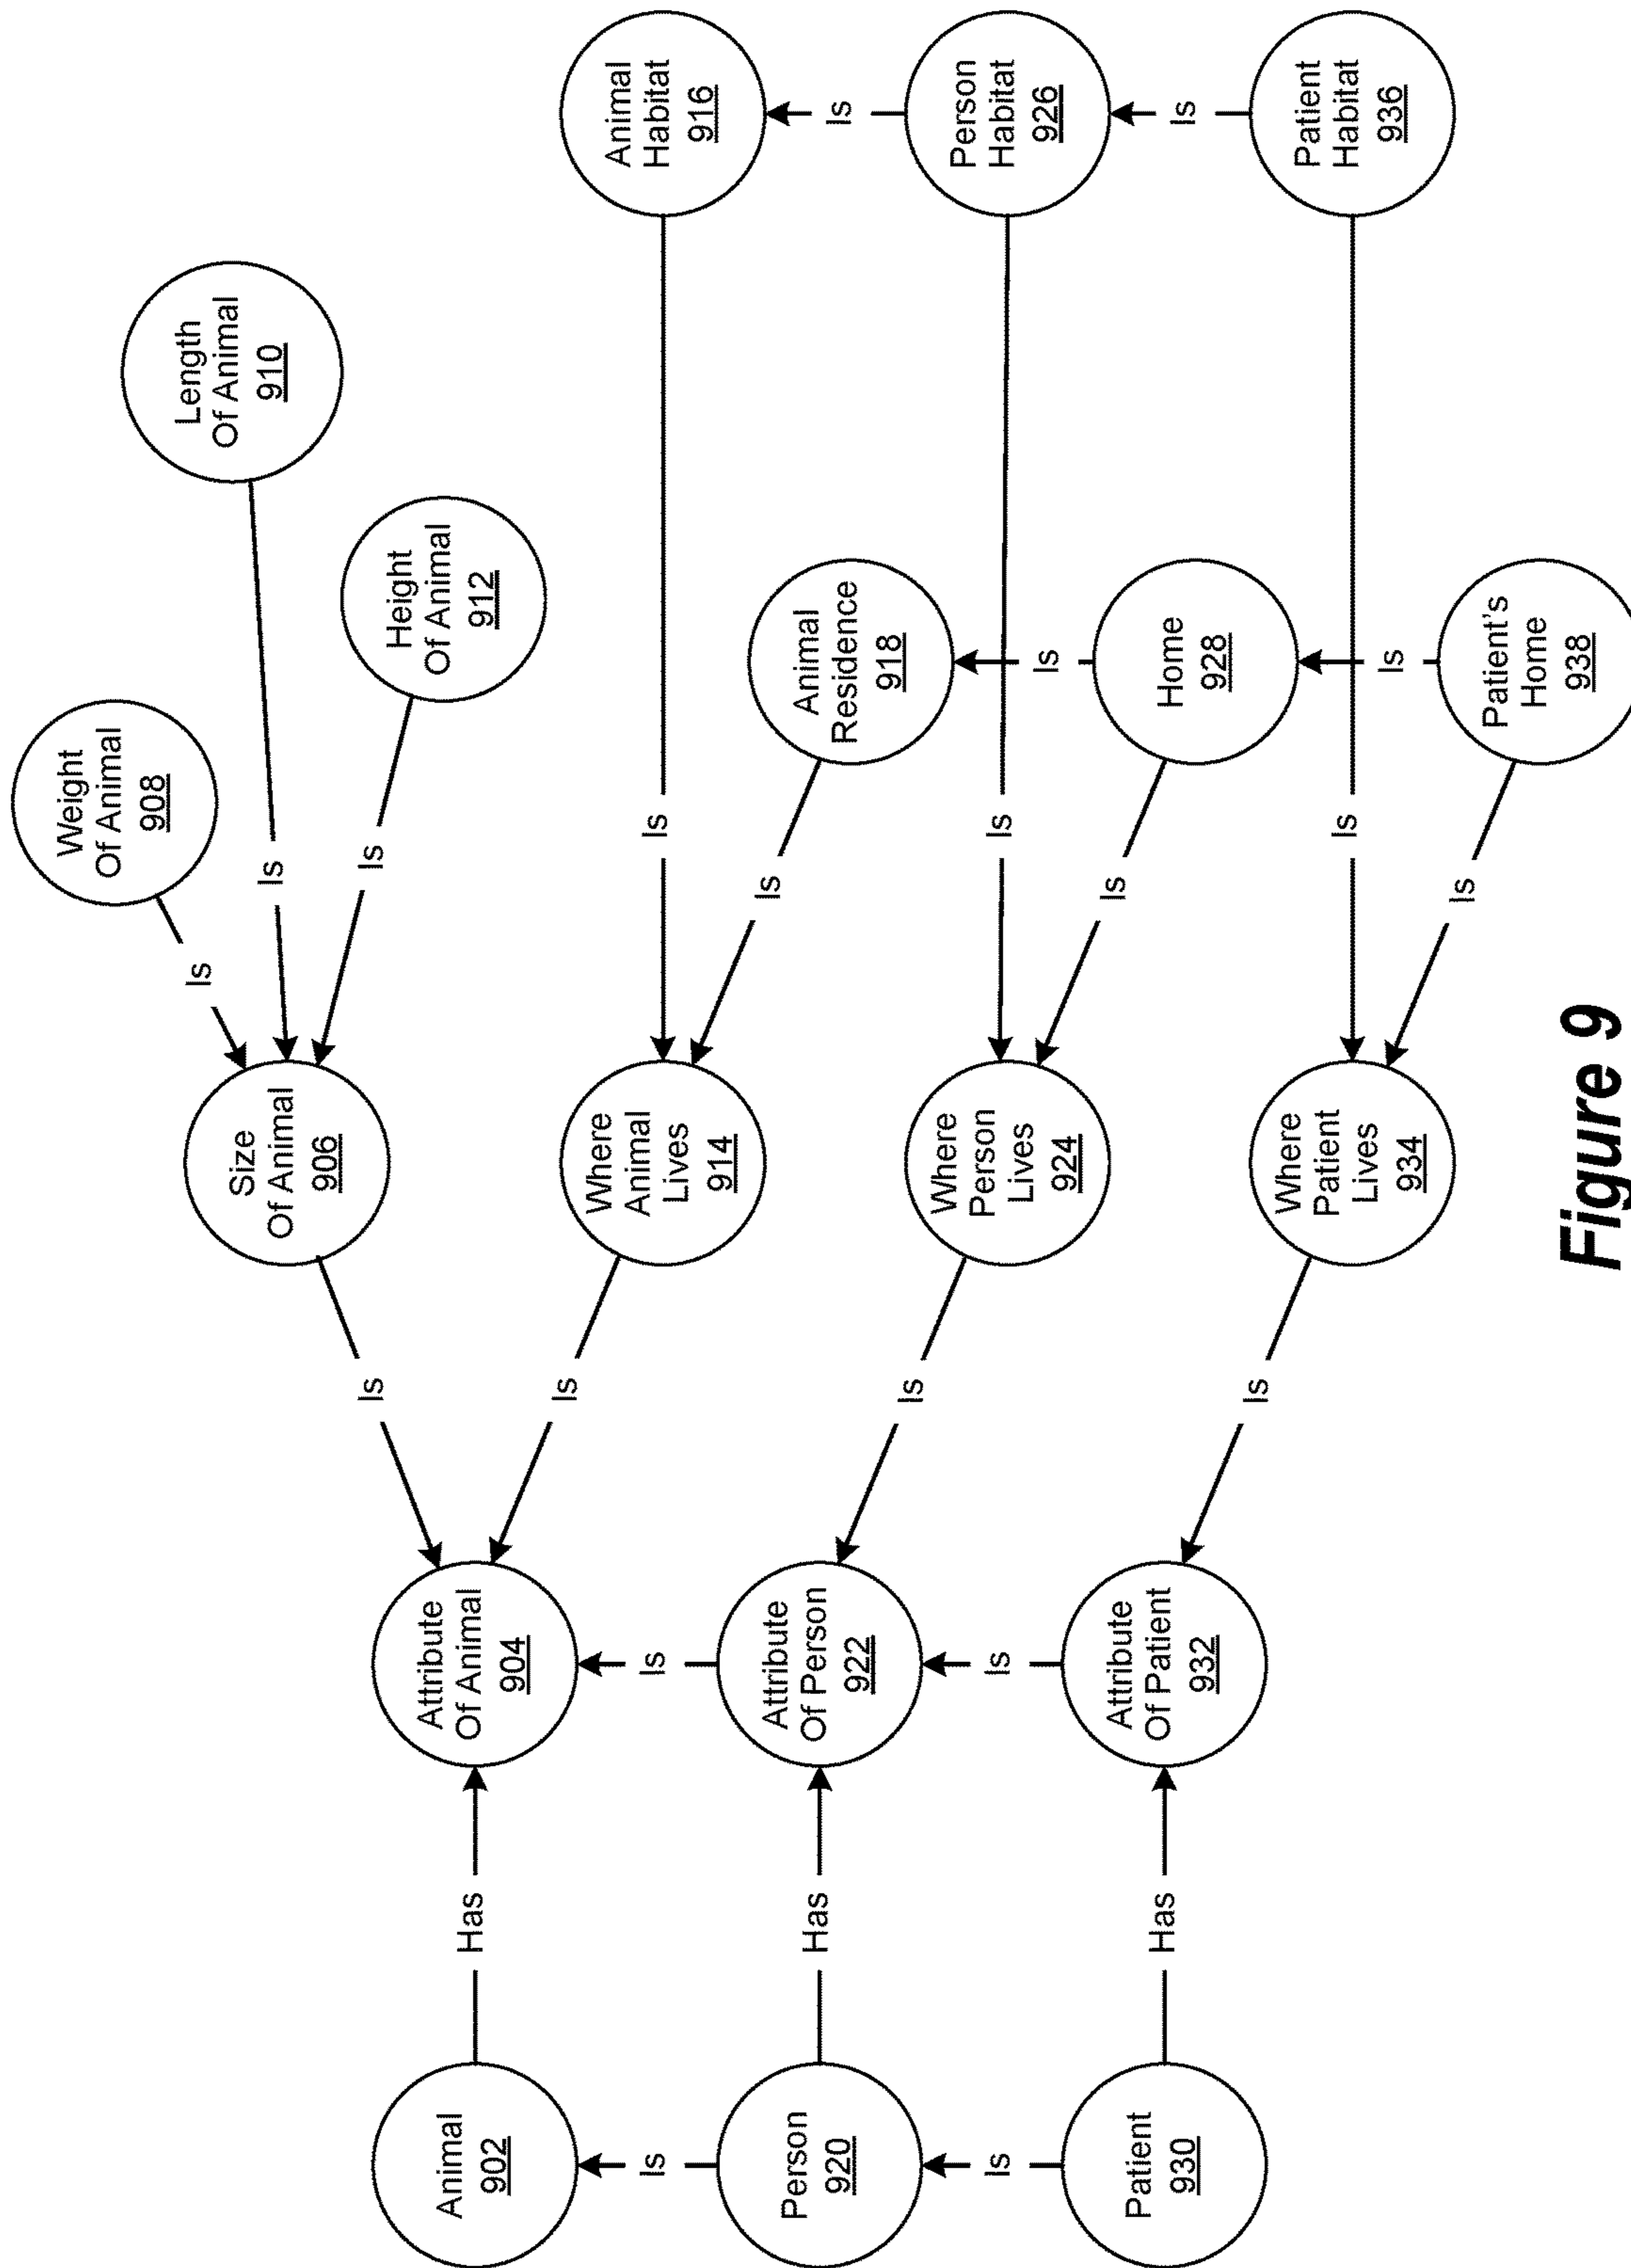 Weight
Of Animal
908
Length
Of Animal
910
Is
Is
Size
Of Animal
906
Is
Height
Of Animal
912
Is
Animal
902
Has
Attribute
Of Animal
904
Is
Where
Animal
Lives
914
Is
Animal
Habitat
916
Is
Animal
Residence
918
Is
Is
Is
Is
Is
Person
920
Has
Attribute
Of Person
922
Is
Where
Person
Lives
924
Is
Person
Habitat
926
Is
Home
928
Is
Is
Is
Is
Patient
930
Has
Attribute
Of Patient
932
Is
Where
Patient
Lives
934
Is
Patient
Habitat
936
Is
Patient's
Home
938
Figure 9